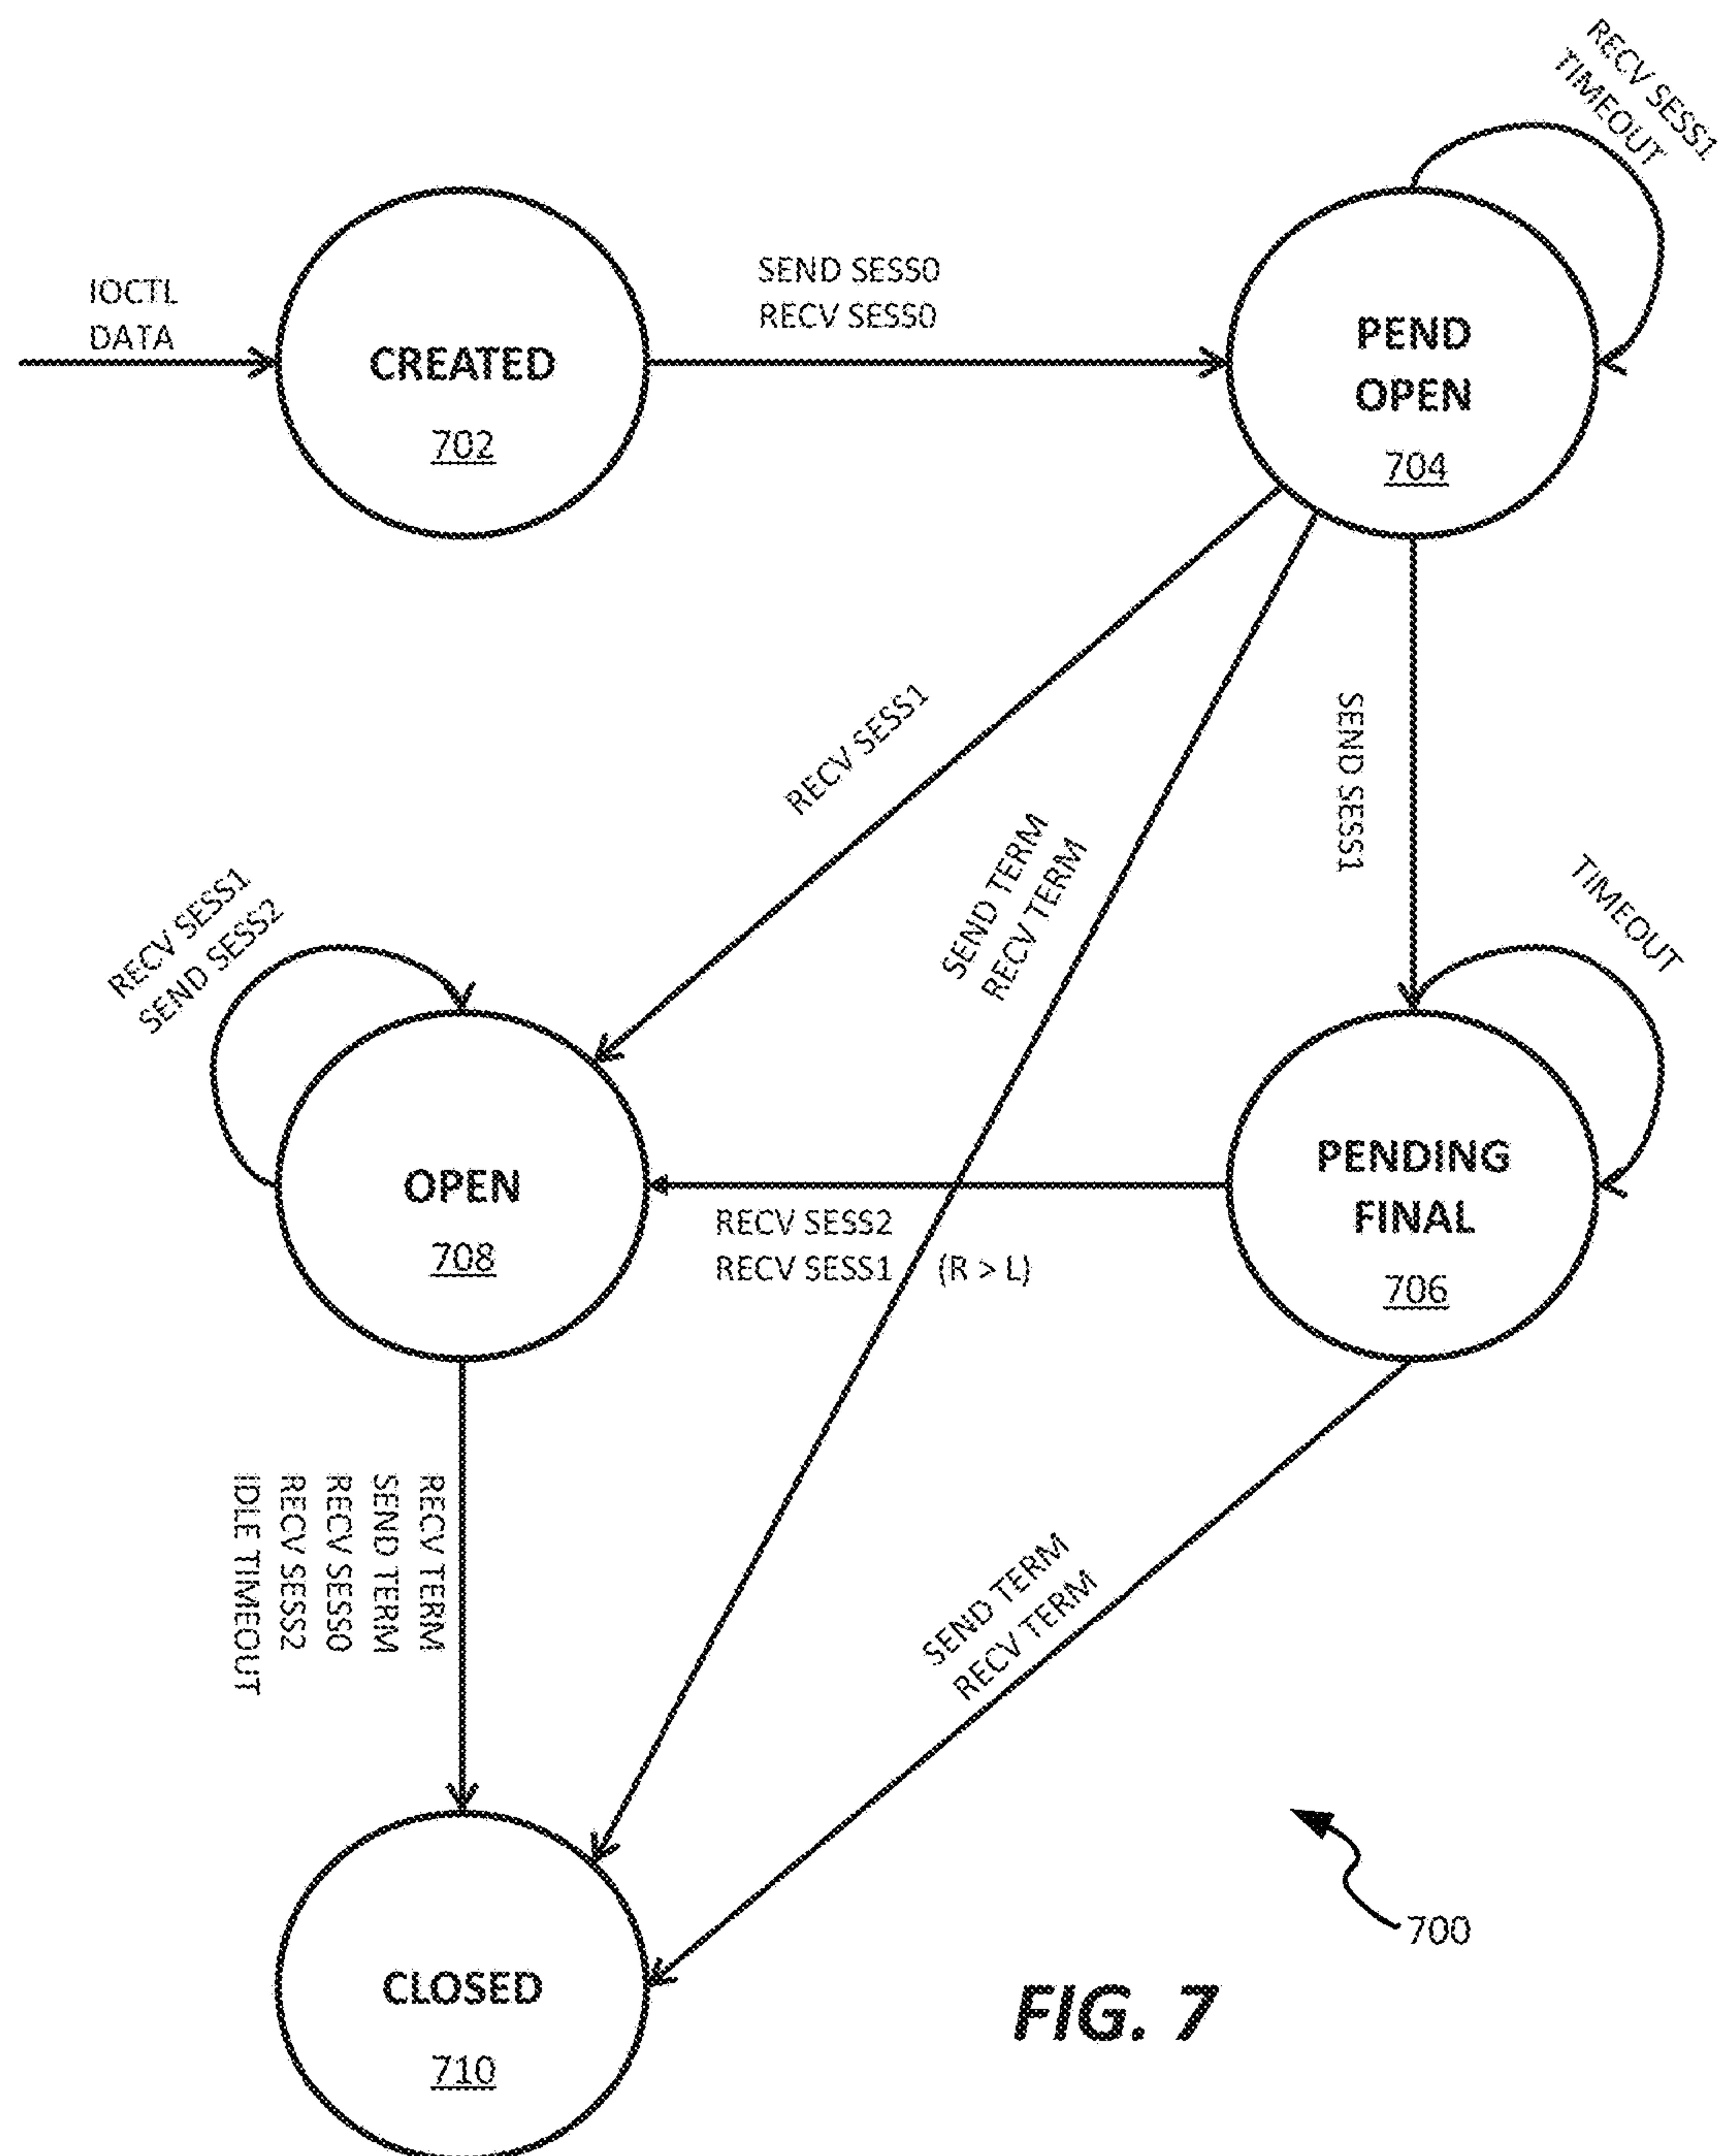 RECV SESS1
TIMEOUT
IOCTL
DATA
SEND SESS0
RECV SESS0
CREATED
702
PEND
OPEN
704
RECV SESS1
SEND SESS1
SEND TERM
RECV TERM
RECV SESS1
SEND SESS2
TIMEOUT
OPEN
708
RECV SESS2
RECV SESS1 (R > L)
PENDING
FINAL
706
RECV TERM
SEND TERM
RECV SESS0
RECV SESS2
IDLE TIMEOUT
SEND TERM
RECV TERM
700
CLOSED
710
FIG. 7